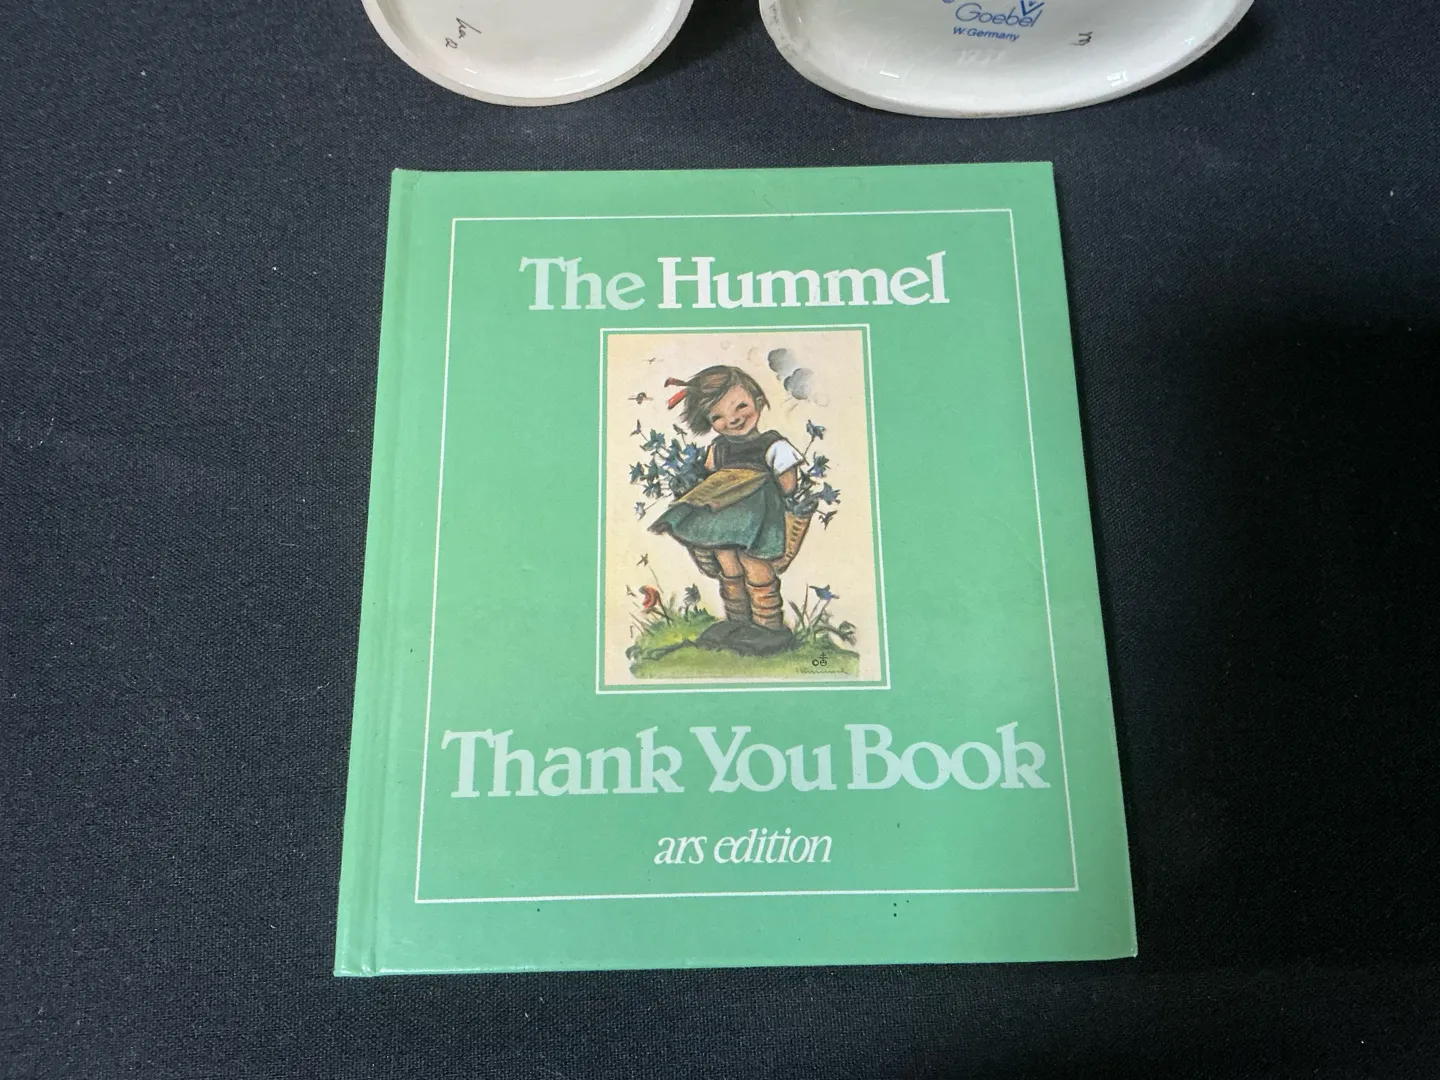 Goebel
W. Germany
The Hummel
Thank You Book
ars edition